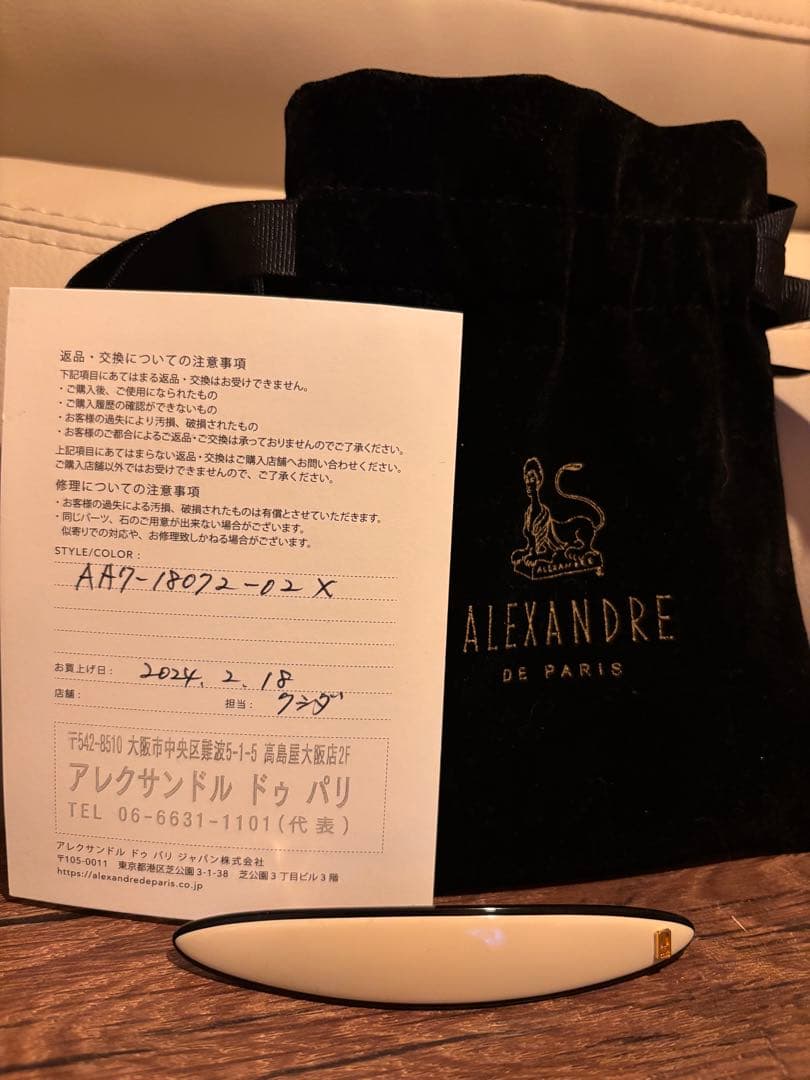 返品・交換についての注意事項
下記項目にあてはまる返品・交換はお受けできません。
・ご購入後、ご使用になられたもの
・ご購入履歴の確認ができないもの
・お客様の過失により汚損、破損されたもの
・お客様のご都合によるご返品・ご交換は承っておりませんのでご了承ください。
上記項目にあてはまらない返品・交換はご購入店舗へお問い合わせください。
ご購入店舗以外ではお受けできませんので、ご了承ください。
修理についての注意事項
・お客様の過失による汚損、破損されたものは有償とさせていただきます。
・同じパーツ、石のご用意が出来ない場合がございます。
似寄りでの対応や、お修理致しかねる場合がございます。
STYLE/COLOR :
AA7-18072-02 X
お買上げ日: 2024. 2. 18
店舗: 担当: クシダ
〒542-8510 大阪市中央区難波5-1-5 高島屋大阪店2F
アレクサンドル ドゥ パリ
TEL 06-6631-1101(代表)
アレクサンドル ドゥ パリ ジャパン株式会社
〒105-0011 東京都港区芝公園3-1-38 芝公園3丁目ビル3階
https://alexandredeparis.co.jp
ALEXANDRE
ALEXANDRE
DE PARIS